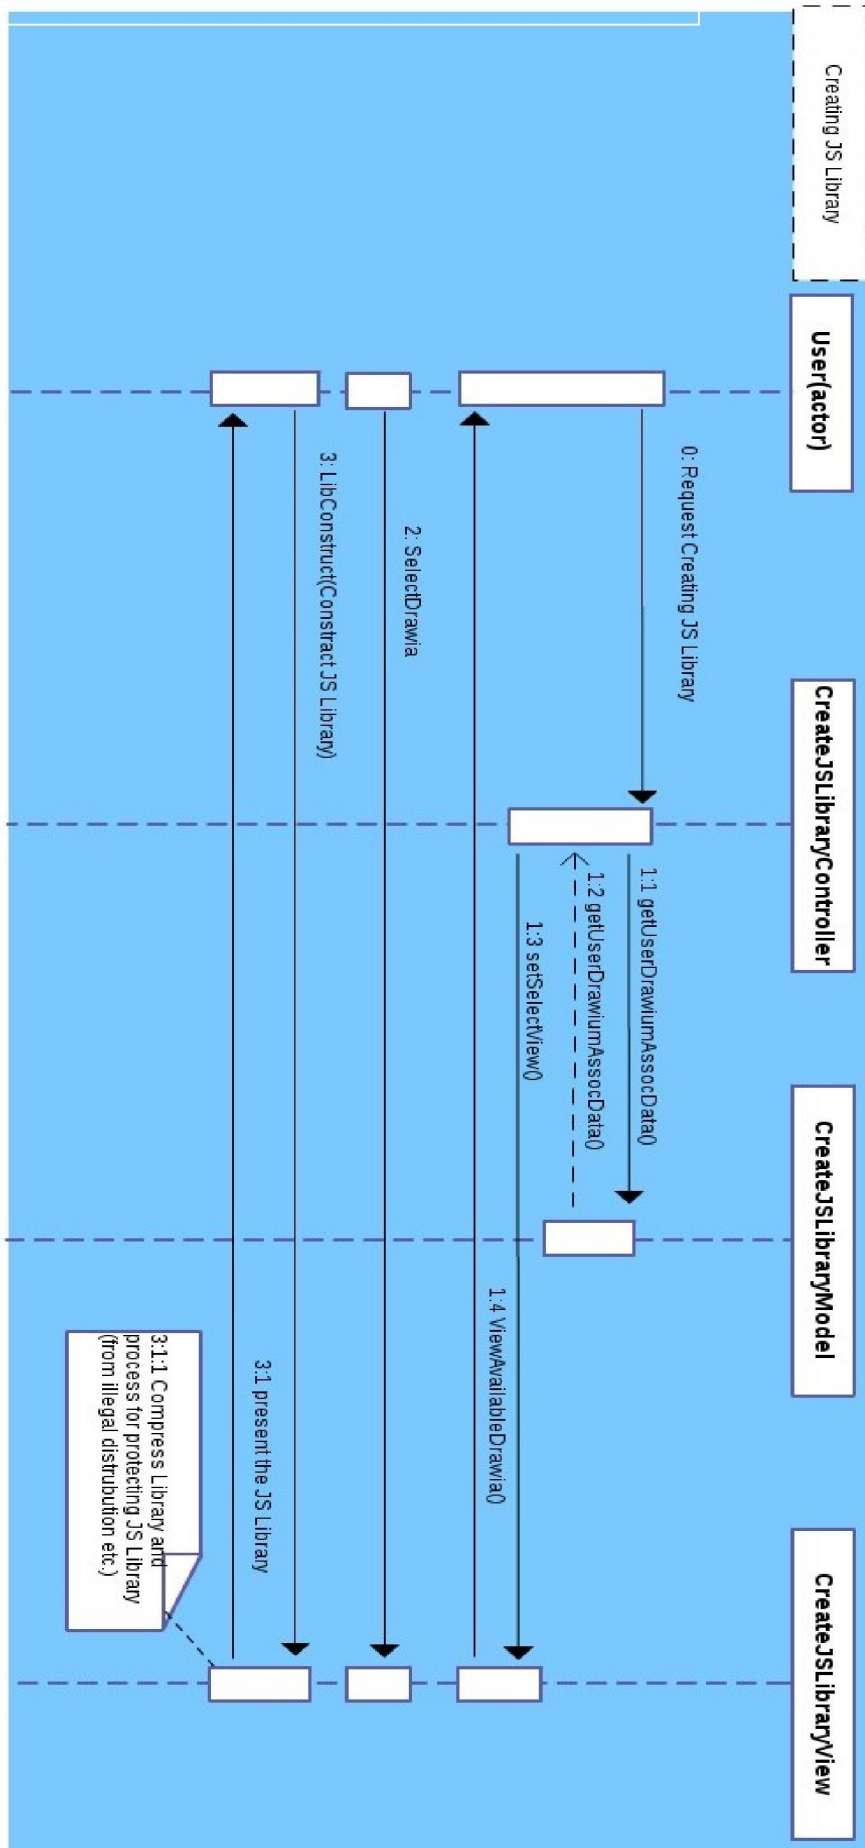 Creating JS Library
User(actor)
CreateJSLibraryController
CreateJSLibraryModel
CreateJSLibraryView
0: Request Creating JS Library
1:1 getUserDrawiumAssocData()
1:2 getUserDrawiumAssocData()
1:3 setSelectView()
1:4 ViewAvailableDrawia()
2: SelectDrawia
3: LibConstruct(Constract JS Library)
3:1 present the JS Library
3:1:1 Compress Library and
process for protecting JS Library
(from illegal distrubution etc.)